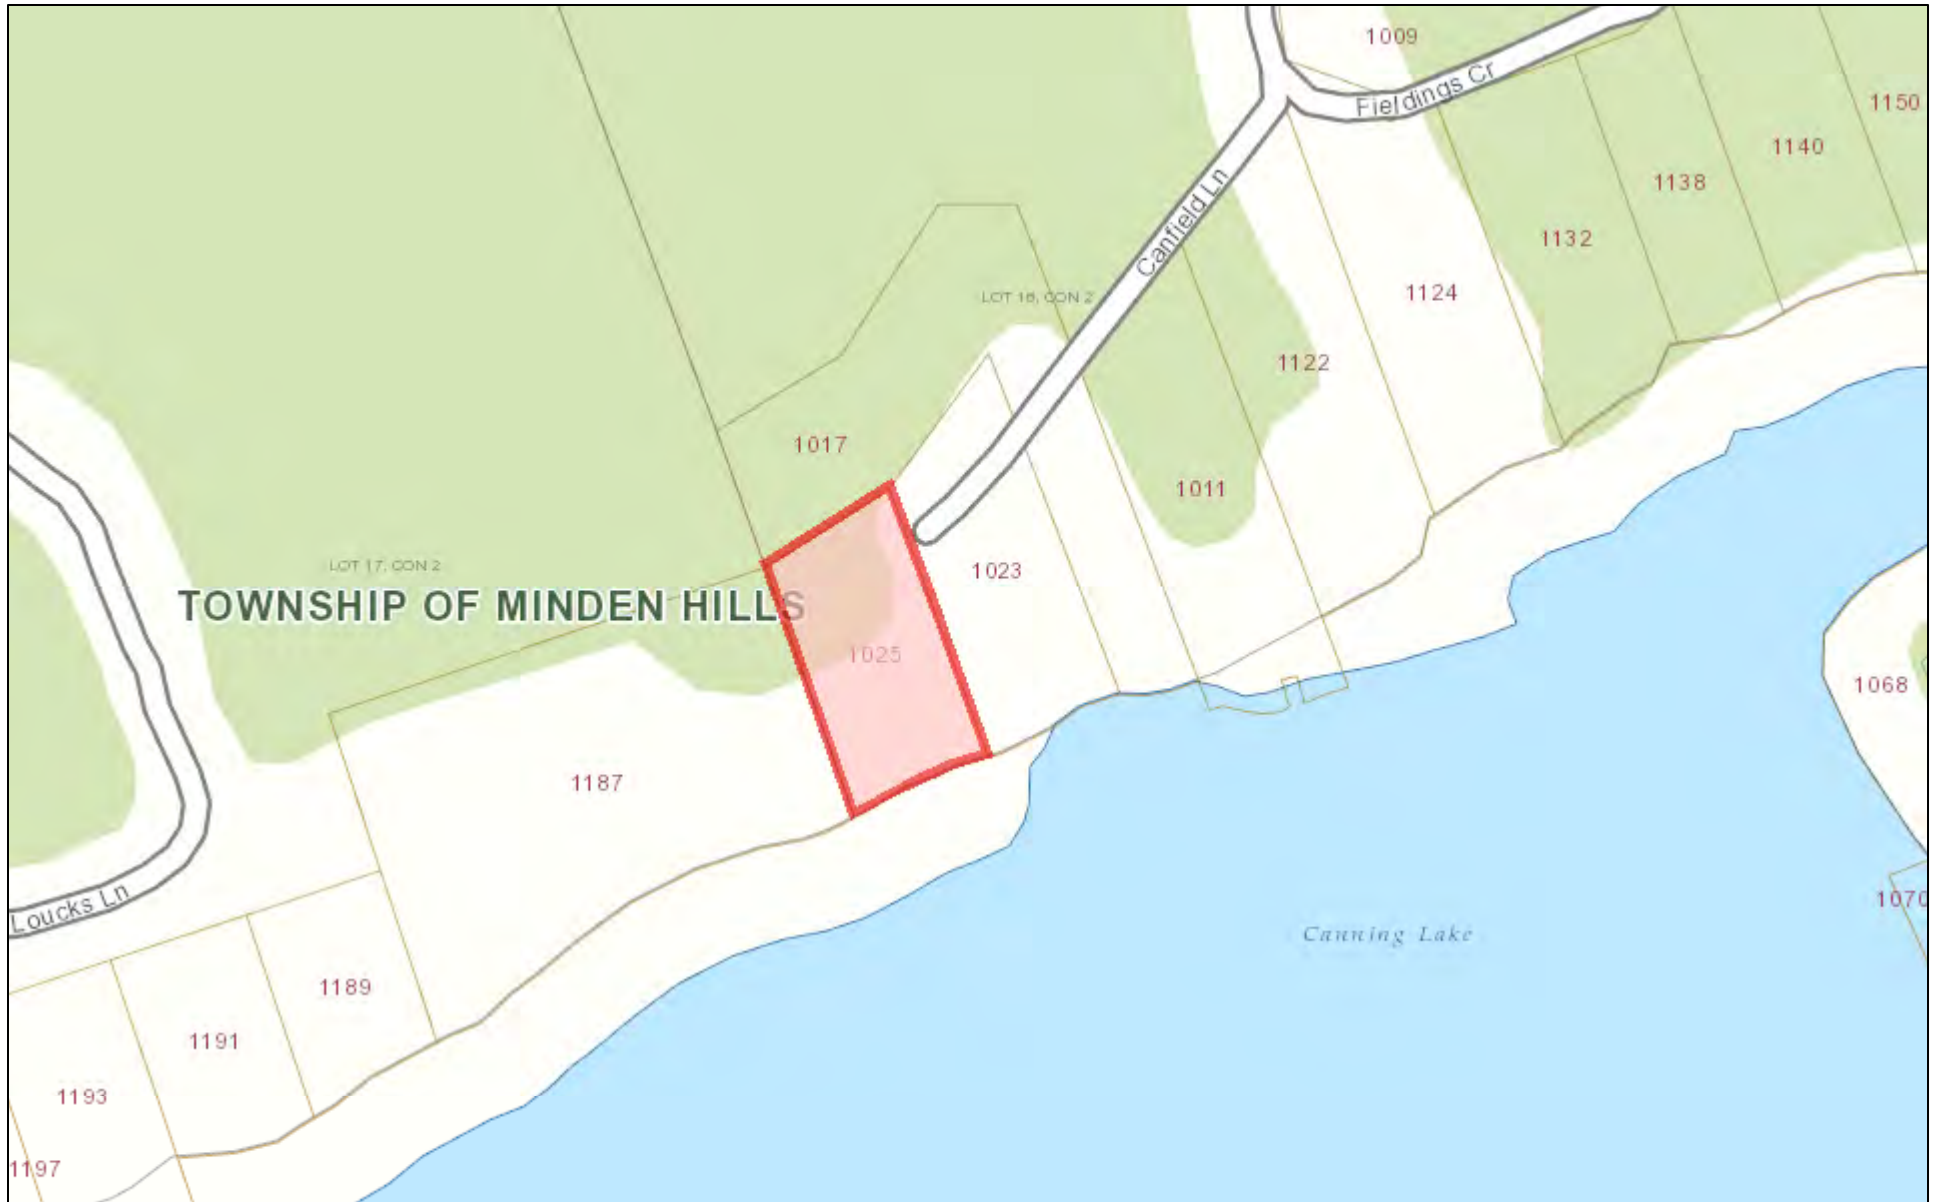 1009
Fieldings Cr
1150
1140
1138
Canfield Ln
1132
1124
LOT 16, CON 2
1122
1017
1011
LOT 17, CON 2
1023
TOWNSHIP OF MINDEN HILLS
1025
1068
1187
Loucks Ln
1070
Canning Lake
1189
1191
1193
1197